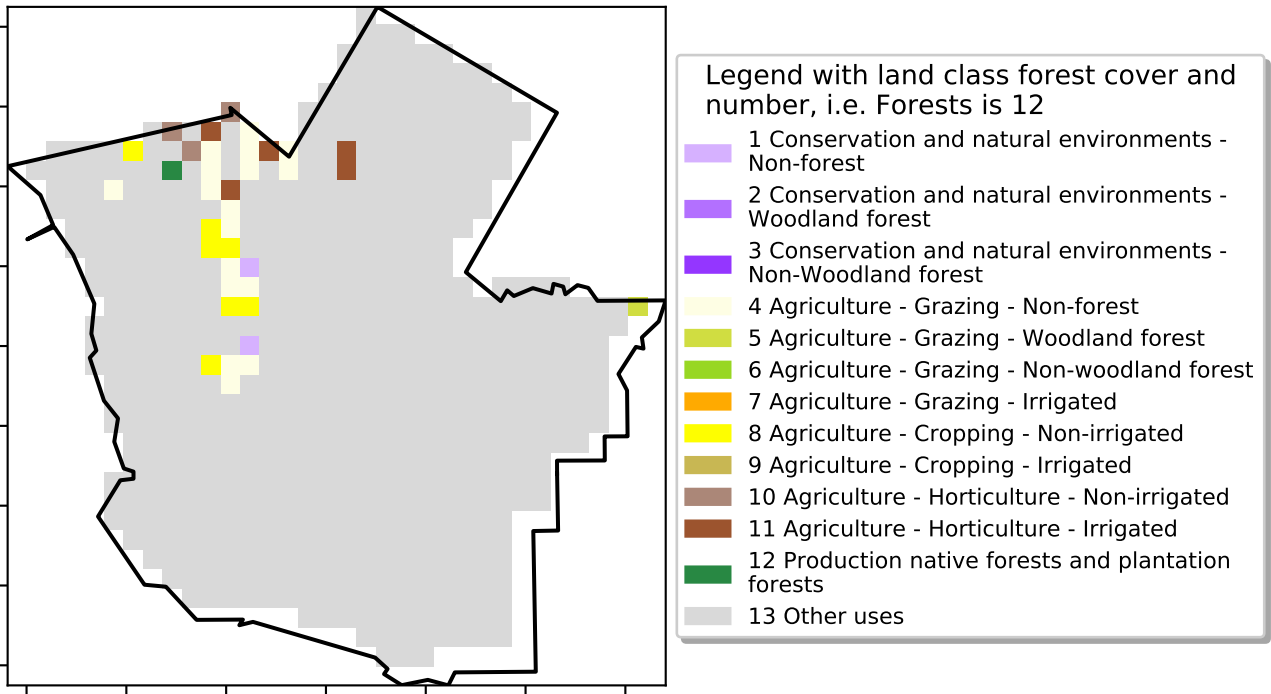 Legend with land class forest cover and
number, i.e. Forests is 12
1 Conservation and natural environments -
Non-forest
2 Conservation and natural environments -
Woodland forest
3 Conservation and natural environments -
Non-Woodland forest
4 Agriculture - Grazing - Non-forest
5 Agriculture - Grazing - Woodland forest
6 Agriculture - Grazing - Non-woodland forest
7 Agriculture - Grazing - Irrigated
8 Agriculture - Cropping - Non-irrigated
9 Agriculture - Cropping - Irrigated
10 Agriculture - Horticulture - Non-irrigated
11 Agriculture - Horticulture - Irrigated
12 Production native forests and plantation
forests
13 Other uses